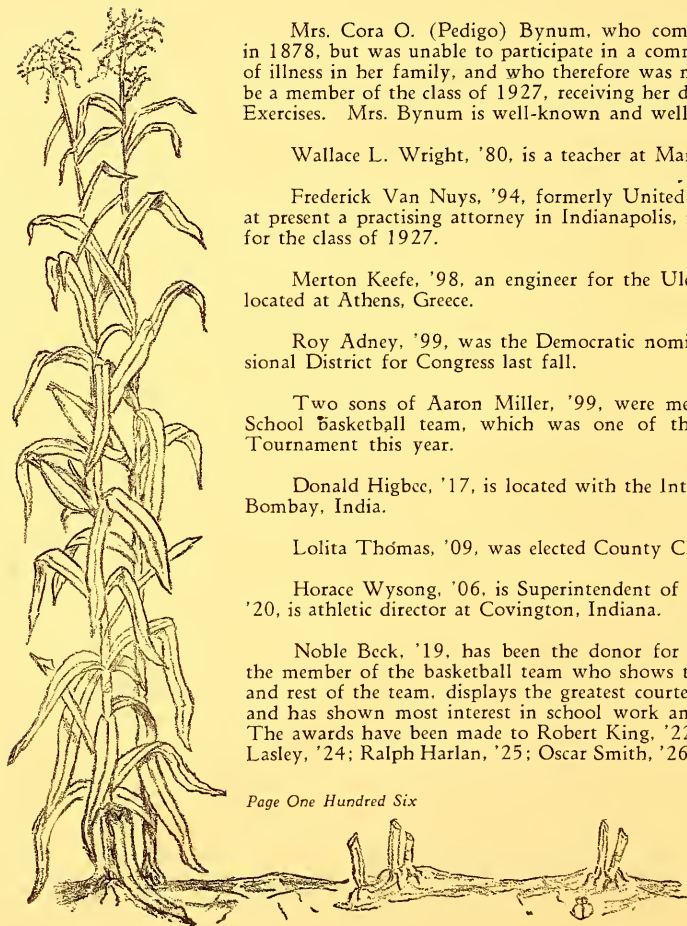 Mrs. Cora O. (Pedigo) Bynum, who com
in 1878, but was unable to participate in a comm
of illness in her family, and who therefore was
be a member of the class of 1927, receiving her d
Exercises. Mrs. Bynum is well-known and well
Wallace L. Wright, '80, is a teacher at Mar
Frederick Van Nuys, '94, formerly United
at present a practising attorney in Indianapolis,
for the class of 1927.
Merton Keefe, '98, an engineer for the Ule
located at Athens, Greece.
Roy Adney, '99, was the Democratic nomi
sional District for Congress last fall.
Two sons of Aaron Miller, '99, were me
School basketball team, which was one of th
Tournament this year.
Donald Higbee, '17, is located with the Int
Bombay, India.
Lolita Thomas, '09, was elected County C
Horace Wysong, '06, is Superintendent of
'20, is athletic director at Covington, Indiana.
Noble Beck, '19, has been the donor for
the member of the basketball team who shows t
and rest of the team, displays the greatest courte
and has shown most interest in school work an
The awards have been made to Robert King, '22
Lasley, '24; Ralph Harlan, '25; Oscar Smith, '26
Page One Hundred Six